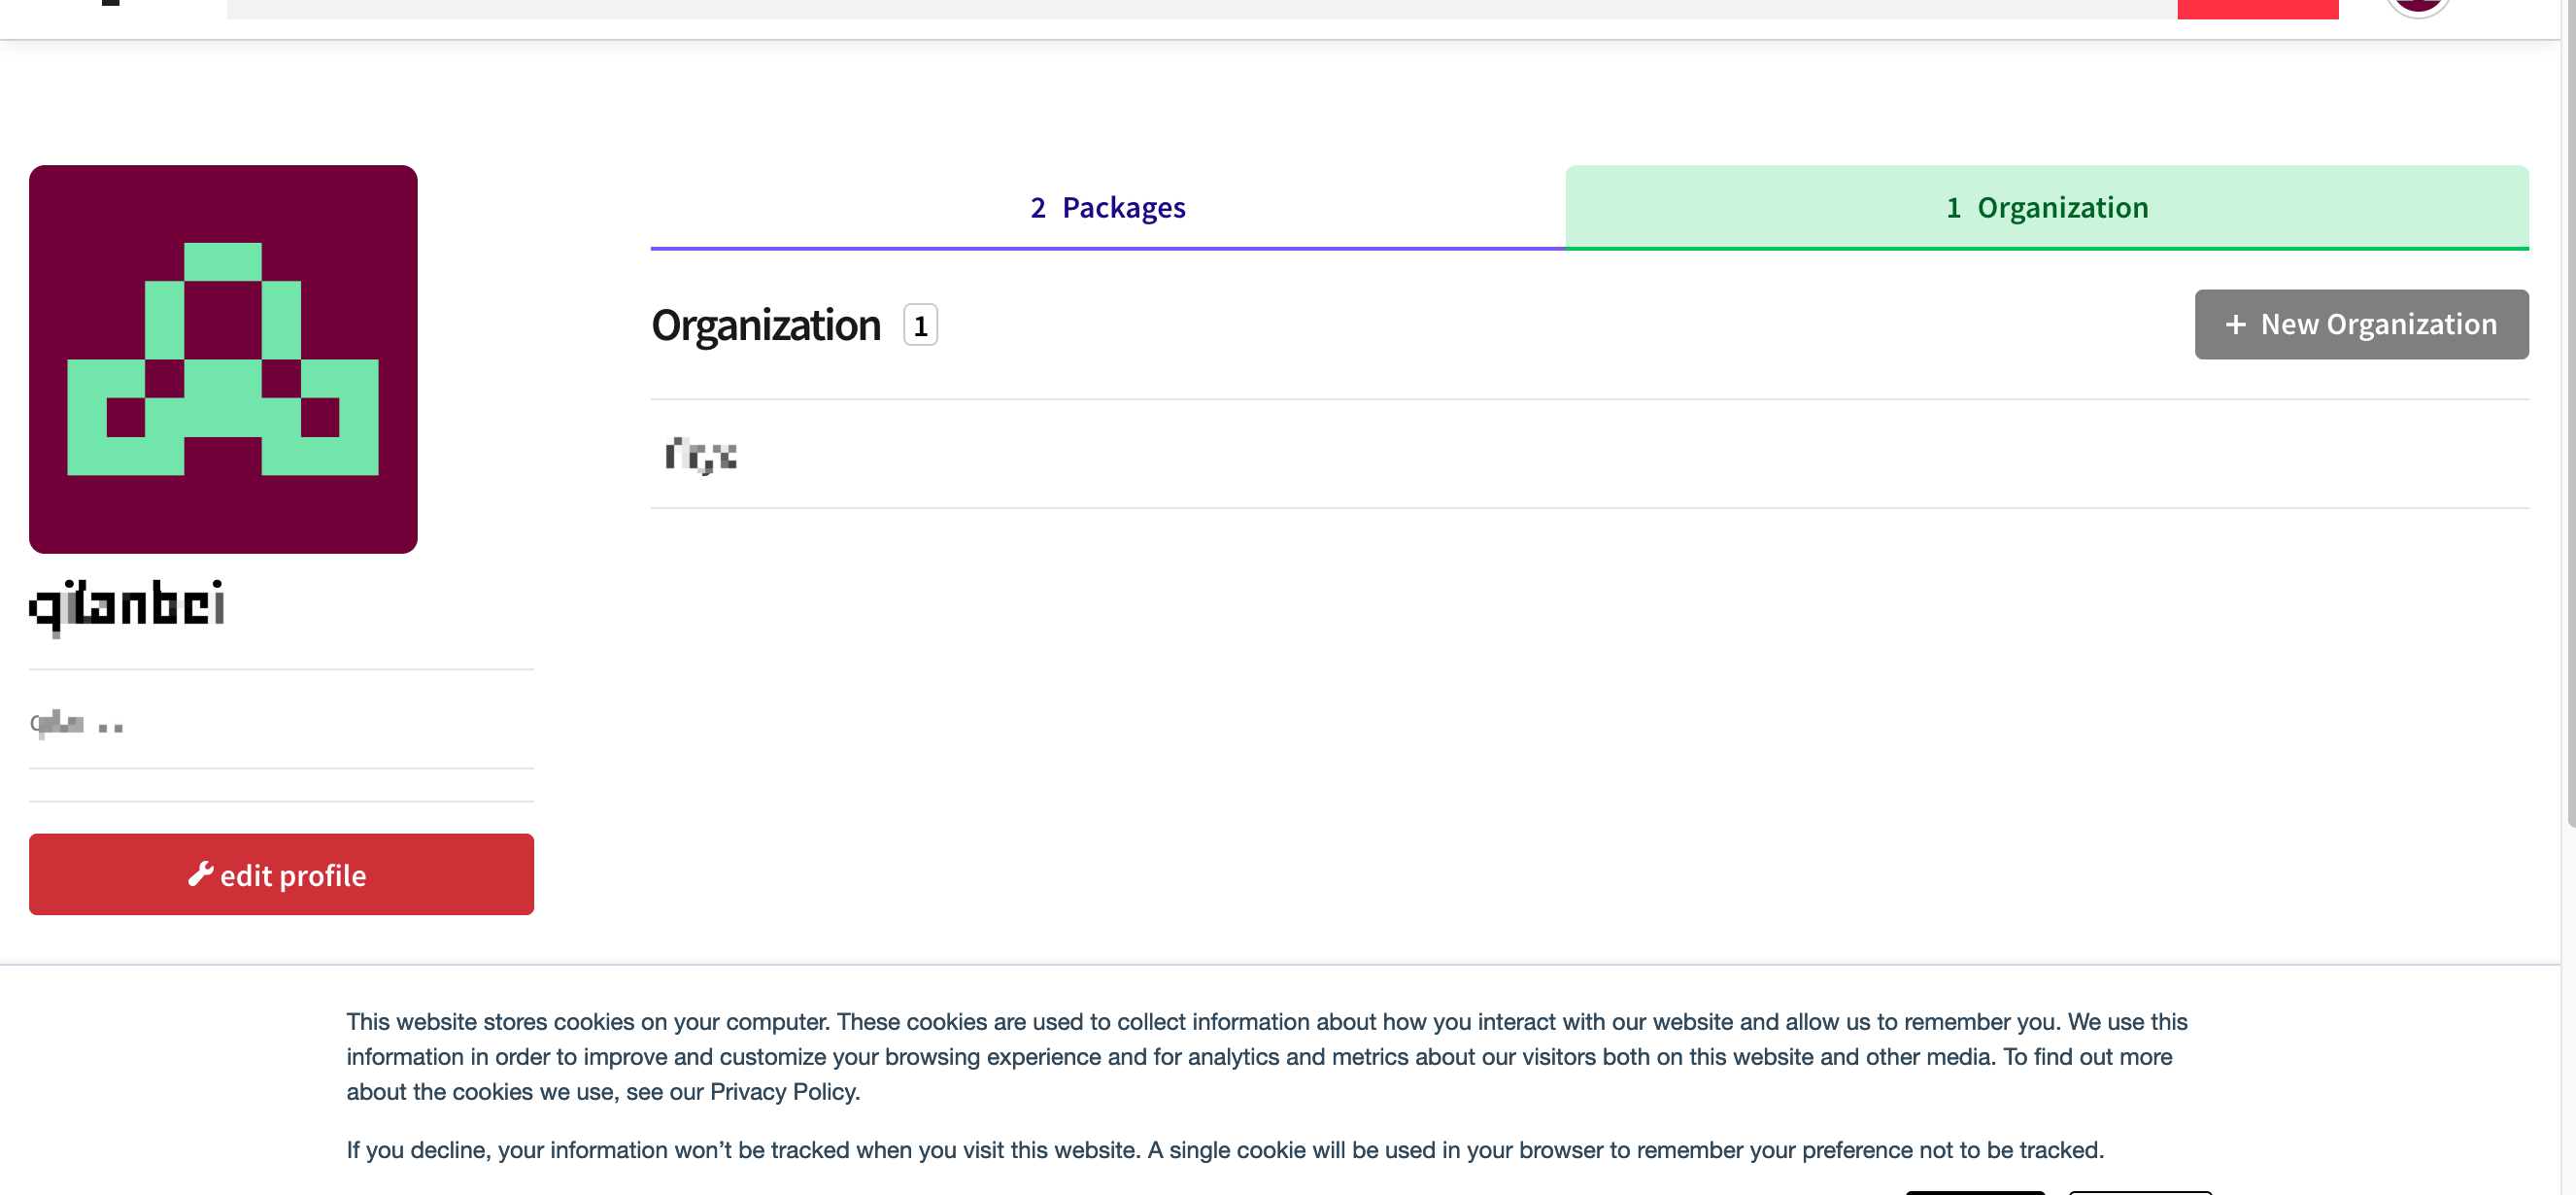 2 Packages
1 Organization
Organization 1
+ New Organization
edit profile
This website stores cookies on your computer. These cookies are used to collect information about how you interact with our website and allow us to remember you. We use this
information in order to improve and customize your browsing experience and for analytics and metrics about our visitors both on this website and other media. To find out more
about the cookies we use, see our Privacy Policy.
If you decline, your information won’t be tracked when you visit this website. A single cookie will be used in your browser to remember your preference not to be tracked.